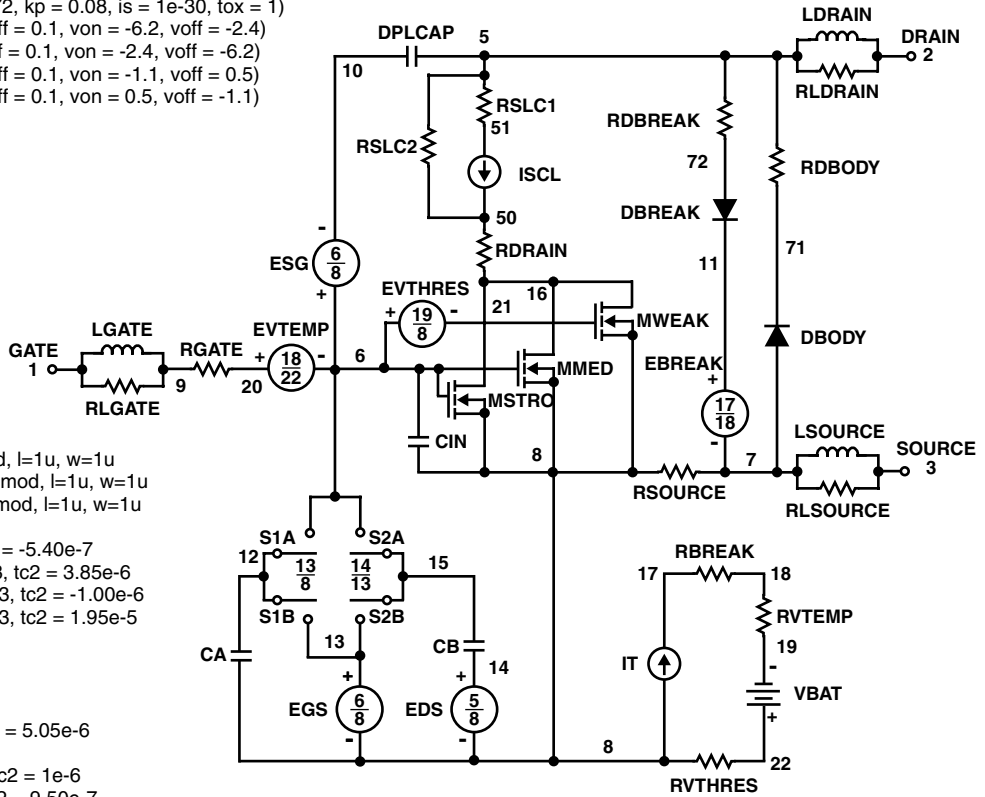 72, kp = 0.08, is = 1e-30, tox = 1)
ff = 0.1, von = -6.2, voff = -2.4)
= 0.1, von = -2.4, voff = -6.2)
ff = 0.1, von = -1.1, voff = 0.5)
ff = 0.1, von = 0.5, voff = -1.1)
LDRAIN
DPLCAP
5
DRAIN
2
10
RLDRAIN
RSLC1
51
RDBREAK
RSLC2
72
RDBODY
ISCL
DBREAK
50
RDRAIN
71
11
ESG
6
8
-
+
EVTHRES
+
19
8
-
16
21
MWEAK
LGATE
EVTEMP
GATE
1
RGATE
+
18
22
-
6
EBREAK
+
DBODY
MMED
9
20
RLGATE
MSTRO
17
18
-
CIN
8
7
LSOURCE
SOURCE
3
RSOURCE
RLSOURCE
d, l=1u, w=1u
mod, l=1u, w=1u
mod, l=1u, w=1u
= -5.40e-7
3, tc2 = 3.85e-6
3, tc2 = -1.00e-6
3, tc2 = 1.95e-5
S1A
S2A
12
13
8
14
13
15
S1B
S2B
13
CA
CB
14
+
+
EGS
6
8
-
EDS
5
8
-
RBREAK
17
18
RVTEMP
19
IT
-
VBAT
+
8
22
RVTHRES
= 5.05e-6
c2 = 1e-6